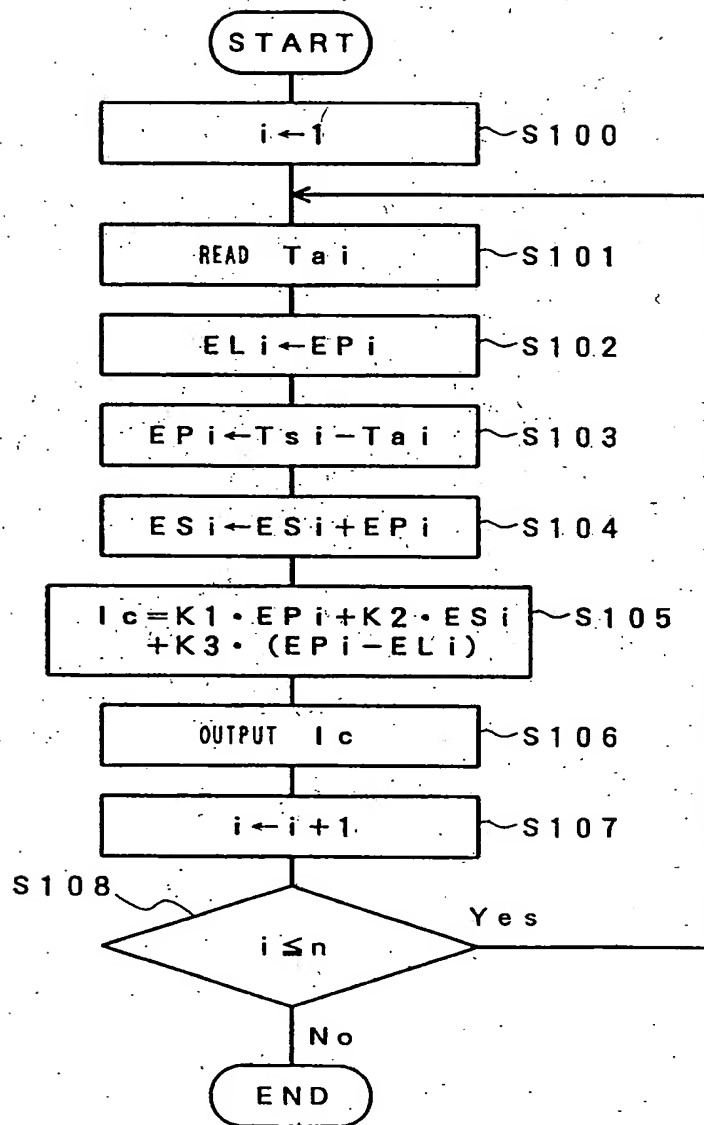 START
i←1 S100
READ Tai S101
ELi←EPi S102
EPi←Tsi-Tai S103
ESi←ESi+EPi S104
Ic=K1・EPi+K2・ESi S105
+K3・(EPi-ELi)
OUTPUT Ic S106
i←i+1 S107
S108
i≦n Yes
No
END